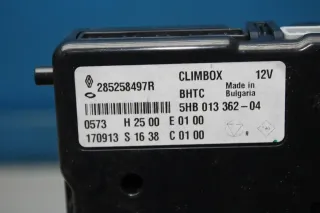 285258497R CLIMBOX 12V
BHTC Made in
Bulgaria
5HB 013 362-04
0573 H 25 00 E 01 00
170913 S 16 38 C 01 00